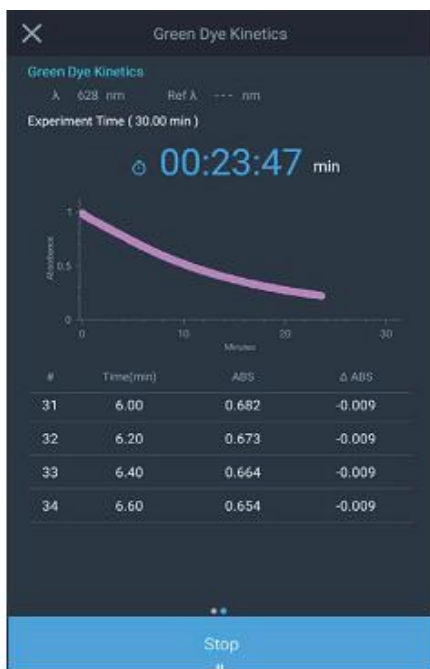 Green Dye Kinetics
Green Dye Kinetics
λ 628 nm Ref λ --- nm
Experiment Time ( 30.00 min )
00:23:47 min
1
0.5
0
Absorbance
0 10 20 30
Minutes
# Time(min) ABS Δ ABS
31 6.00 0.682 -0.009
32 6.20 0.673 -0.009
33 6.40 0.664 -0.009
34 6.60 0.654 -0.009
Stop